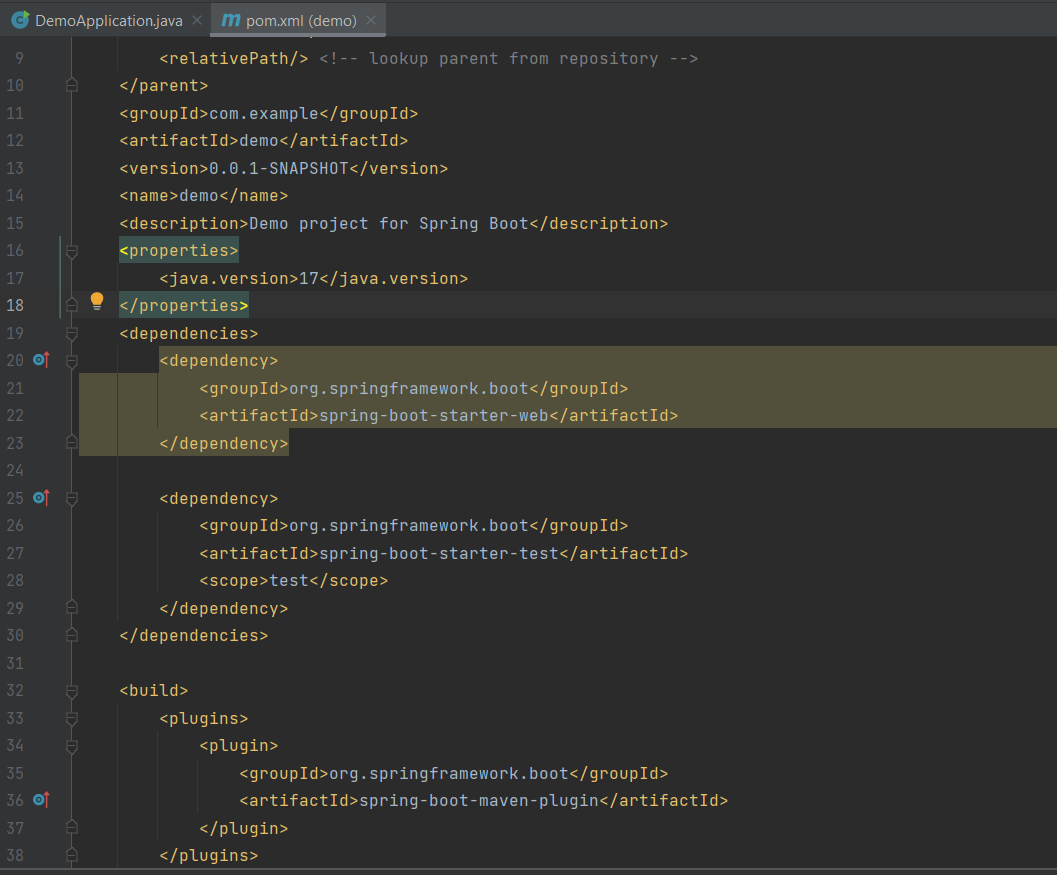 DemoApplication.java
m pom.xml (demo)
9 <relativePath/> <!-- lookup parent from repository -->
10 </parent>
11 <groupId>com.example</groupId>
12 <artifactId>demo</artifactId>
13 <version>0.0.1-SNAPSHOT</version>
14 <name>demo</name>
15 <description>Demo project for Spring Boot</description>
16 <properties>
17 <java.version>17</java.version>
18 </properties>
19 <dependencies>
20 <dependency>
21 <groupId>org.springframework.boot</groupId>
22 <artifactId>spring-boot-starter-web</artifactId>
23 </dependency>
24
25 <dependency>
26 <groupId>org.springframework.boot</groupId>
27 <artifactId>spring-boot-starter-test</artifactId>
28 <scope>test</scope>
29 </dependency>
30 </dependencies>
31
32 <build>
33 <plugins>
34 <plugin>
35 <groupId>org.springframework.boot</groupId>
36 <artifactId>spring-boot-maven-plugin</artifactId>
37 </plugin>
38 </plugins>